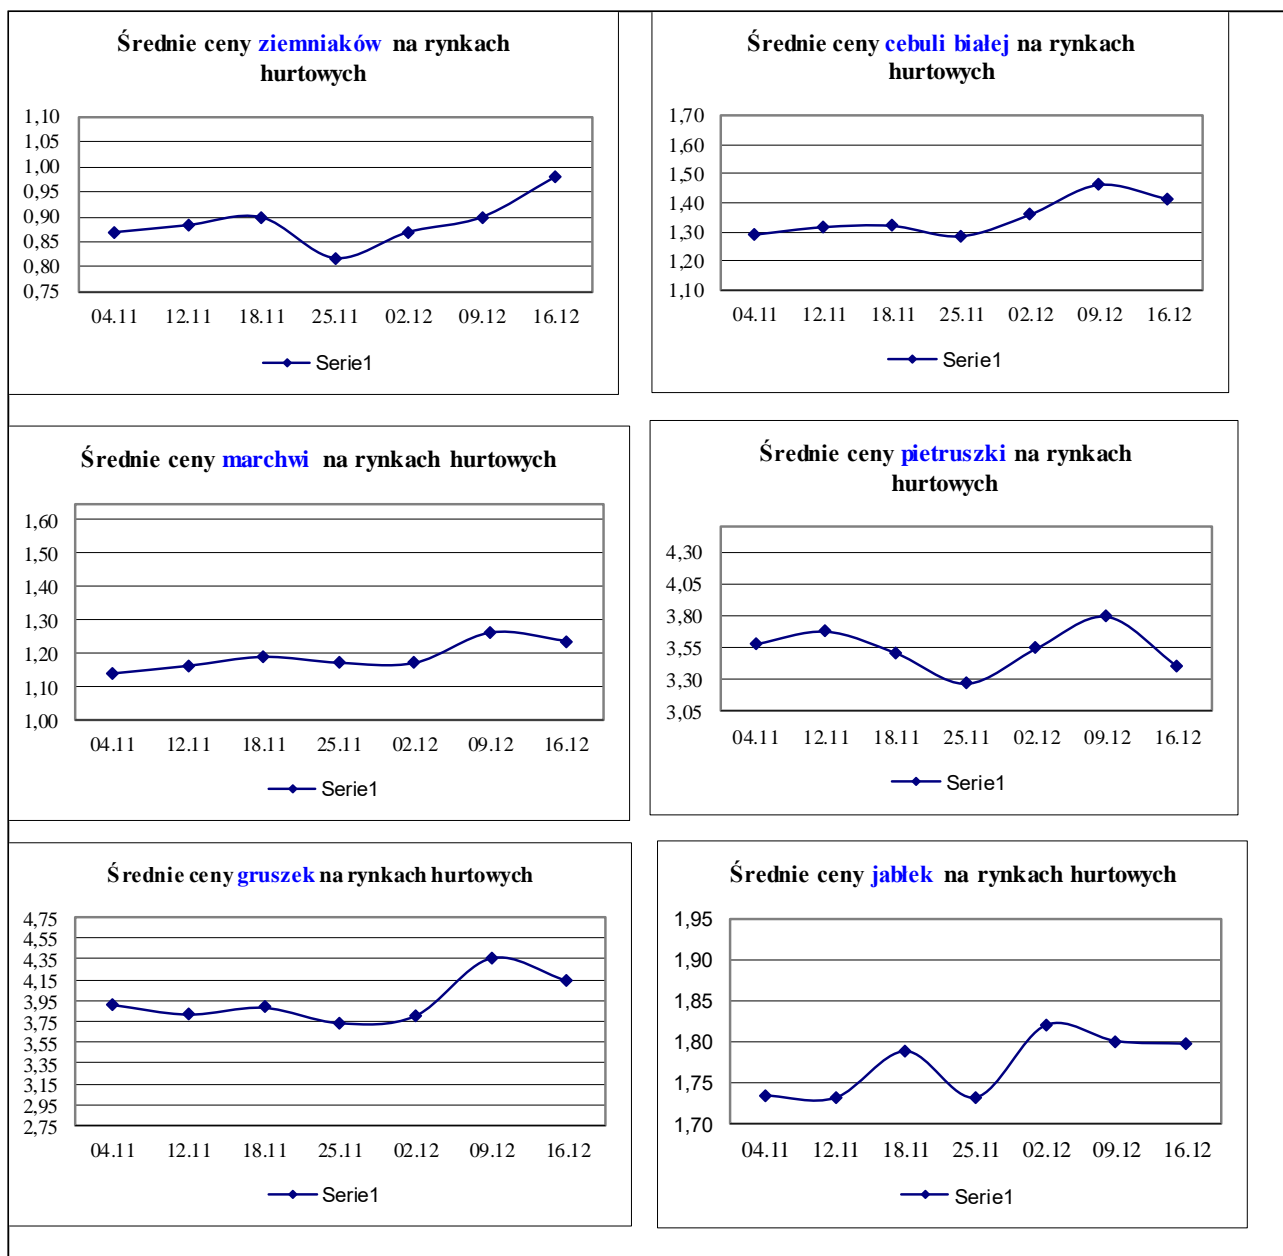 Średnie ceny ziemniaków na rynkach
hurtowych
1,10
1,05
1,00
0,95
0,90
0,85
0,80
0,75
04.11 12.11 18.11 25.11 02.12 09.12 16.12
Serie1
Średnie ceny cebuli białej na rynkach
hurtowych
1,70
1,60
1,50
1,40
1,30
1,20
1,10
04.11 12.11 18.11 25.11 02.12 09.12 16.12
Serie1
Średnie ceny marchwi na rynkach hurtowych
1,60
1,50
1,40
1,30
1,20
1,10
1,00
04.11 12.11 18.11 25.11 02.12 09.12 16.12
Serie1
Średnie ceny pietruszki na rynkach
hurtowych
4,30
4,05
3,80
3,55
3,30
3,05
04.11 12.11 18.11 25.11 02.12 09.12 16.12
Serie1
Średnie ceny gruszek na rynkach hurtowych
4,75
4,55
4,35
4,15
3,95
3,75
3,55
3,35
3,15
2,95
2,75
04.11 12.11 18.11 25.11 02.12 09.12 16.12
Serie1
Średnie ceny jabłek na rynkach hurtowych
1,95
1,90
1,85
1,80
1,75
1,70
04.11 12.11 18.11 25.11 02.12 09.12 16.12
Serie1